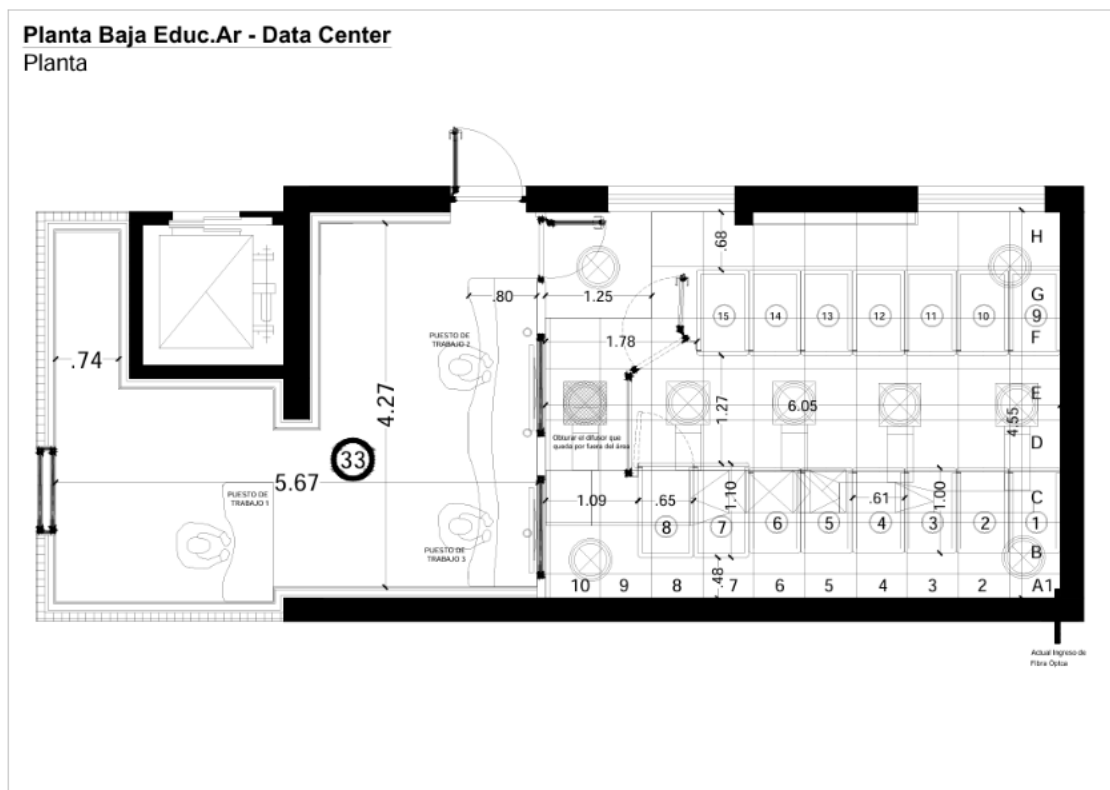 Planta Baja Educ.Ar - Data Center
Planta
H
.68
G
.80
1.25
15
14
13
12
11
10
9
PUESTO DE
TRABAJO 2
1.78
F
.74
4.27
1.27
6.05
4.55
E
Obturar el difusor que
queda por fuera del área
D
33
5.67
PUESTO DE
TRABAJO 1
1.09
.65
1.10
.61
1.00
C
8
7
6
5
4
3
2
1
PUESTO DE
TRABAJO 3
B
.48
10
9
8
7
6
5
4
3
2
A1
Actual Ingreso de
Fibra Óptica